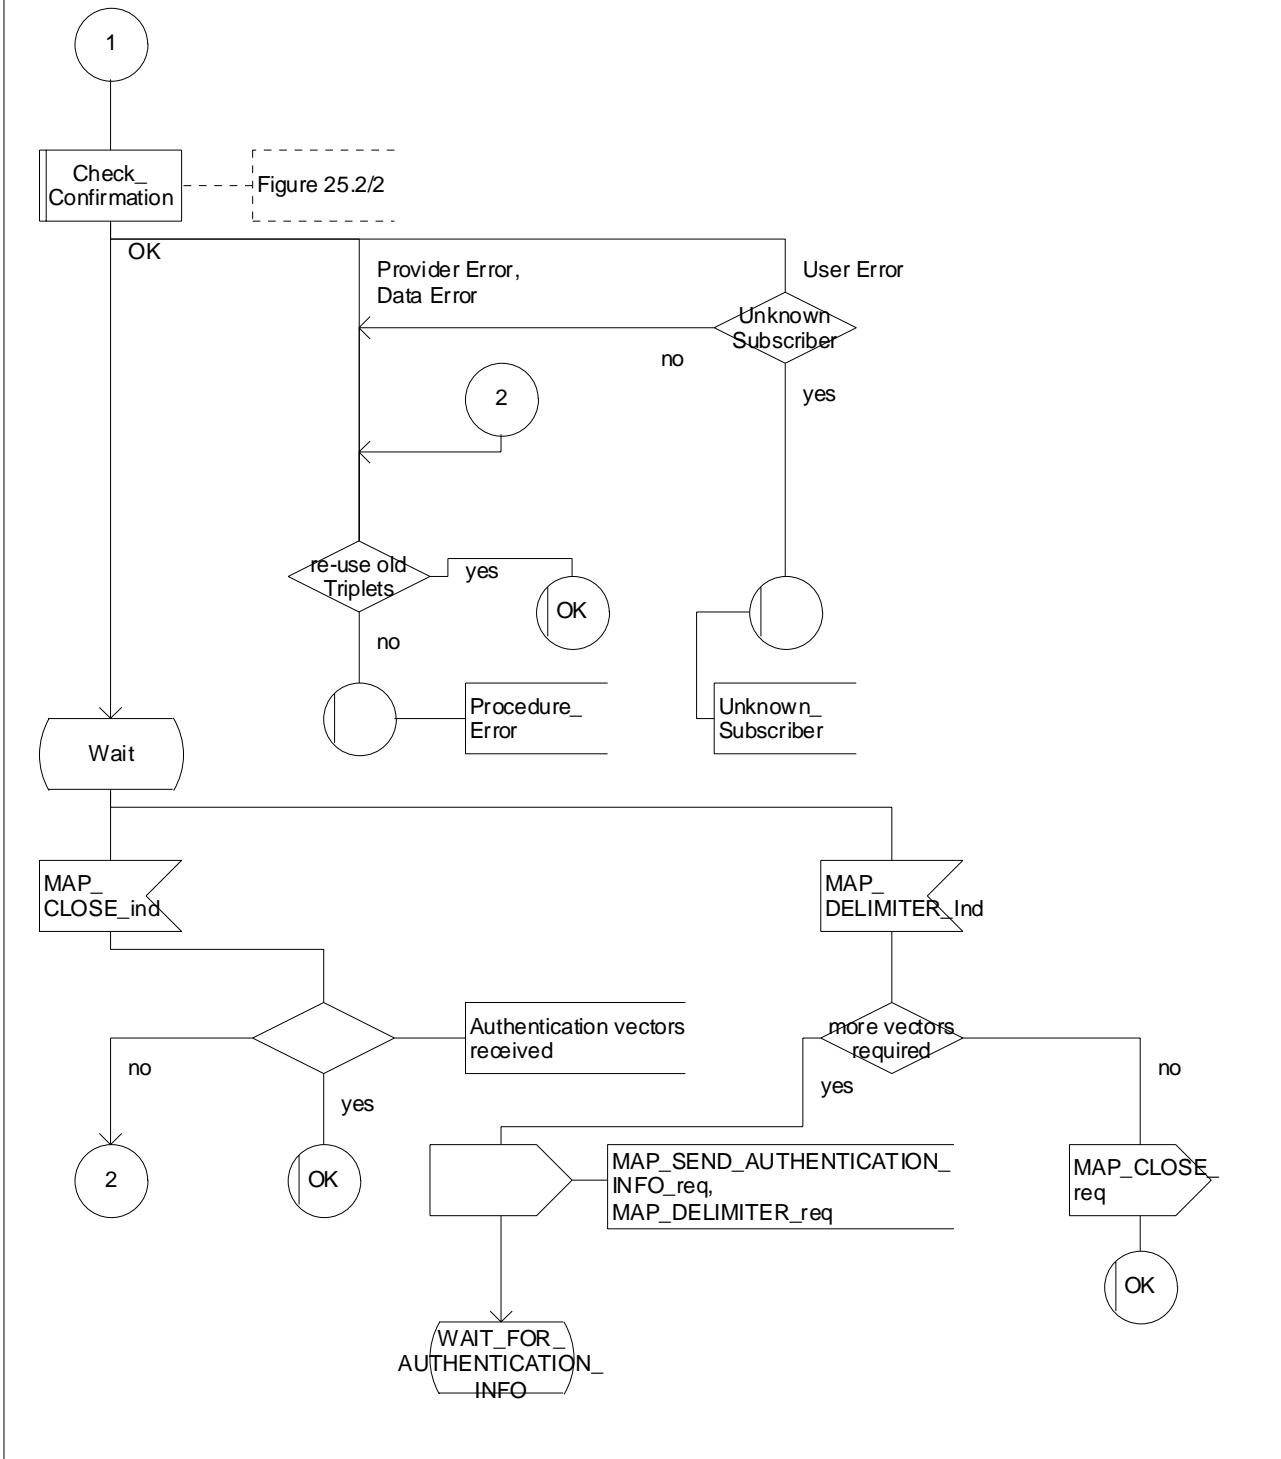 1
Check_
Confirmation
Figure 25.2/2
OK
Provider Error,
Data Error
User Error
Unknown
Subscriber
no
yes
2
re-use old
Triplets
yes
OK
no
Procedure_
Error
Unknown_
Subscriber
Wait
MAP_
CLOSE_ind
MAP_
DELIMITER_Ind
Authentication vectors
received
more vectors
required
no
yes
yes
no
2
OK
MAP_SEND_AUTHENTICATION_
INFO_req,
MAP_DELIMITER_req
MAP_CLOSE_
req
OK
WAIT_FOR_
AUTHENTICATION_
INFO